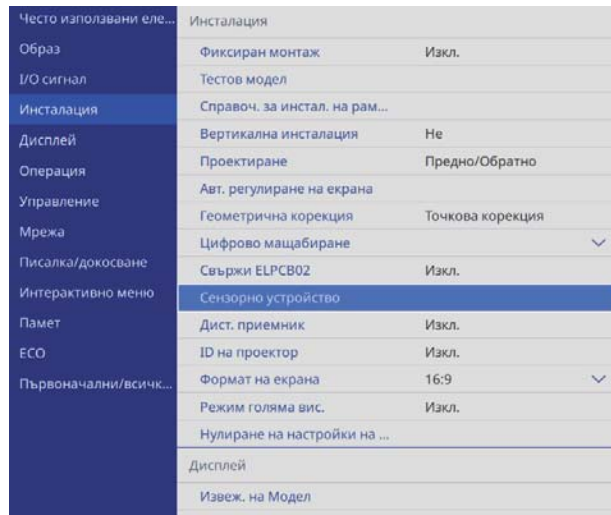 Често използвани еле...
Образ
I/O сигнал
Инсталация
Дисплей
Операция
Управление
Мрежа
Писалка/докосване
Интерактивно меню
Памет
ECO
Първоначални/всичк...
Инсталация
Фиксиран монтаж Изкл.
Тестов модел
Справоч. за инстал. на рам...
Вертикална инсталация Не
Проектиране Предно/Обратно
Авт. регулиране на екрана
Геометрична корекция Точкова корекция
Цифрово мащабиране
Свържи ELPCB02 Изкл.
Сензорно устройство
Дист. приемник Изкл.
ID на проектор Изкл.
Формат на екрана 16:9
Режим голяма вис. Изкл.
Нулиране на настройки на ...
Дисплей
Извеж. на Модел